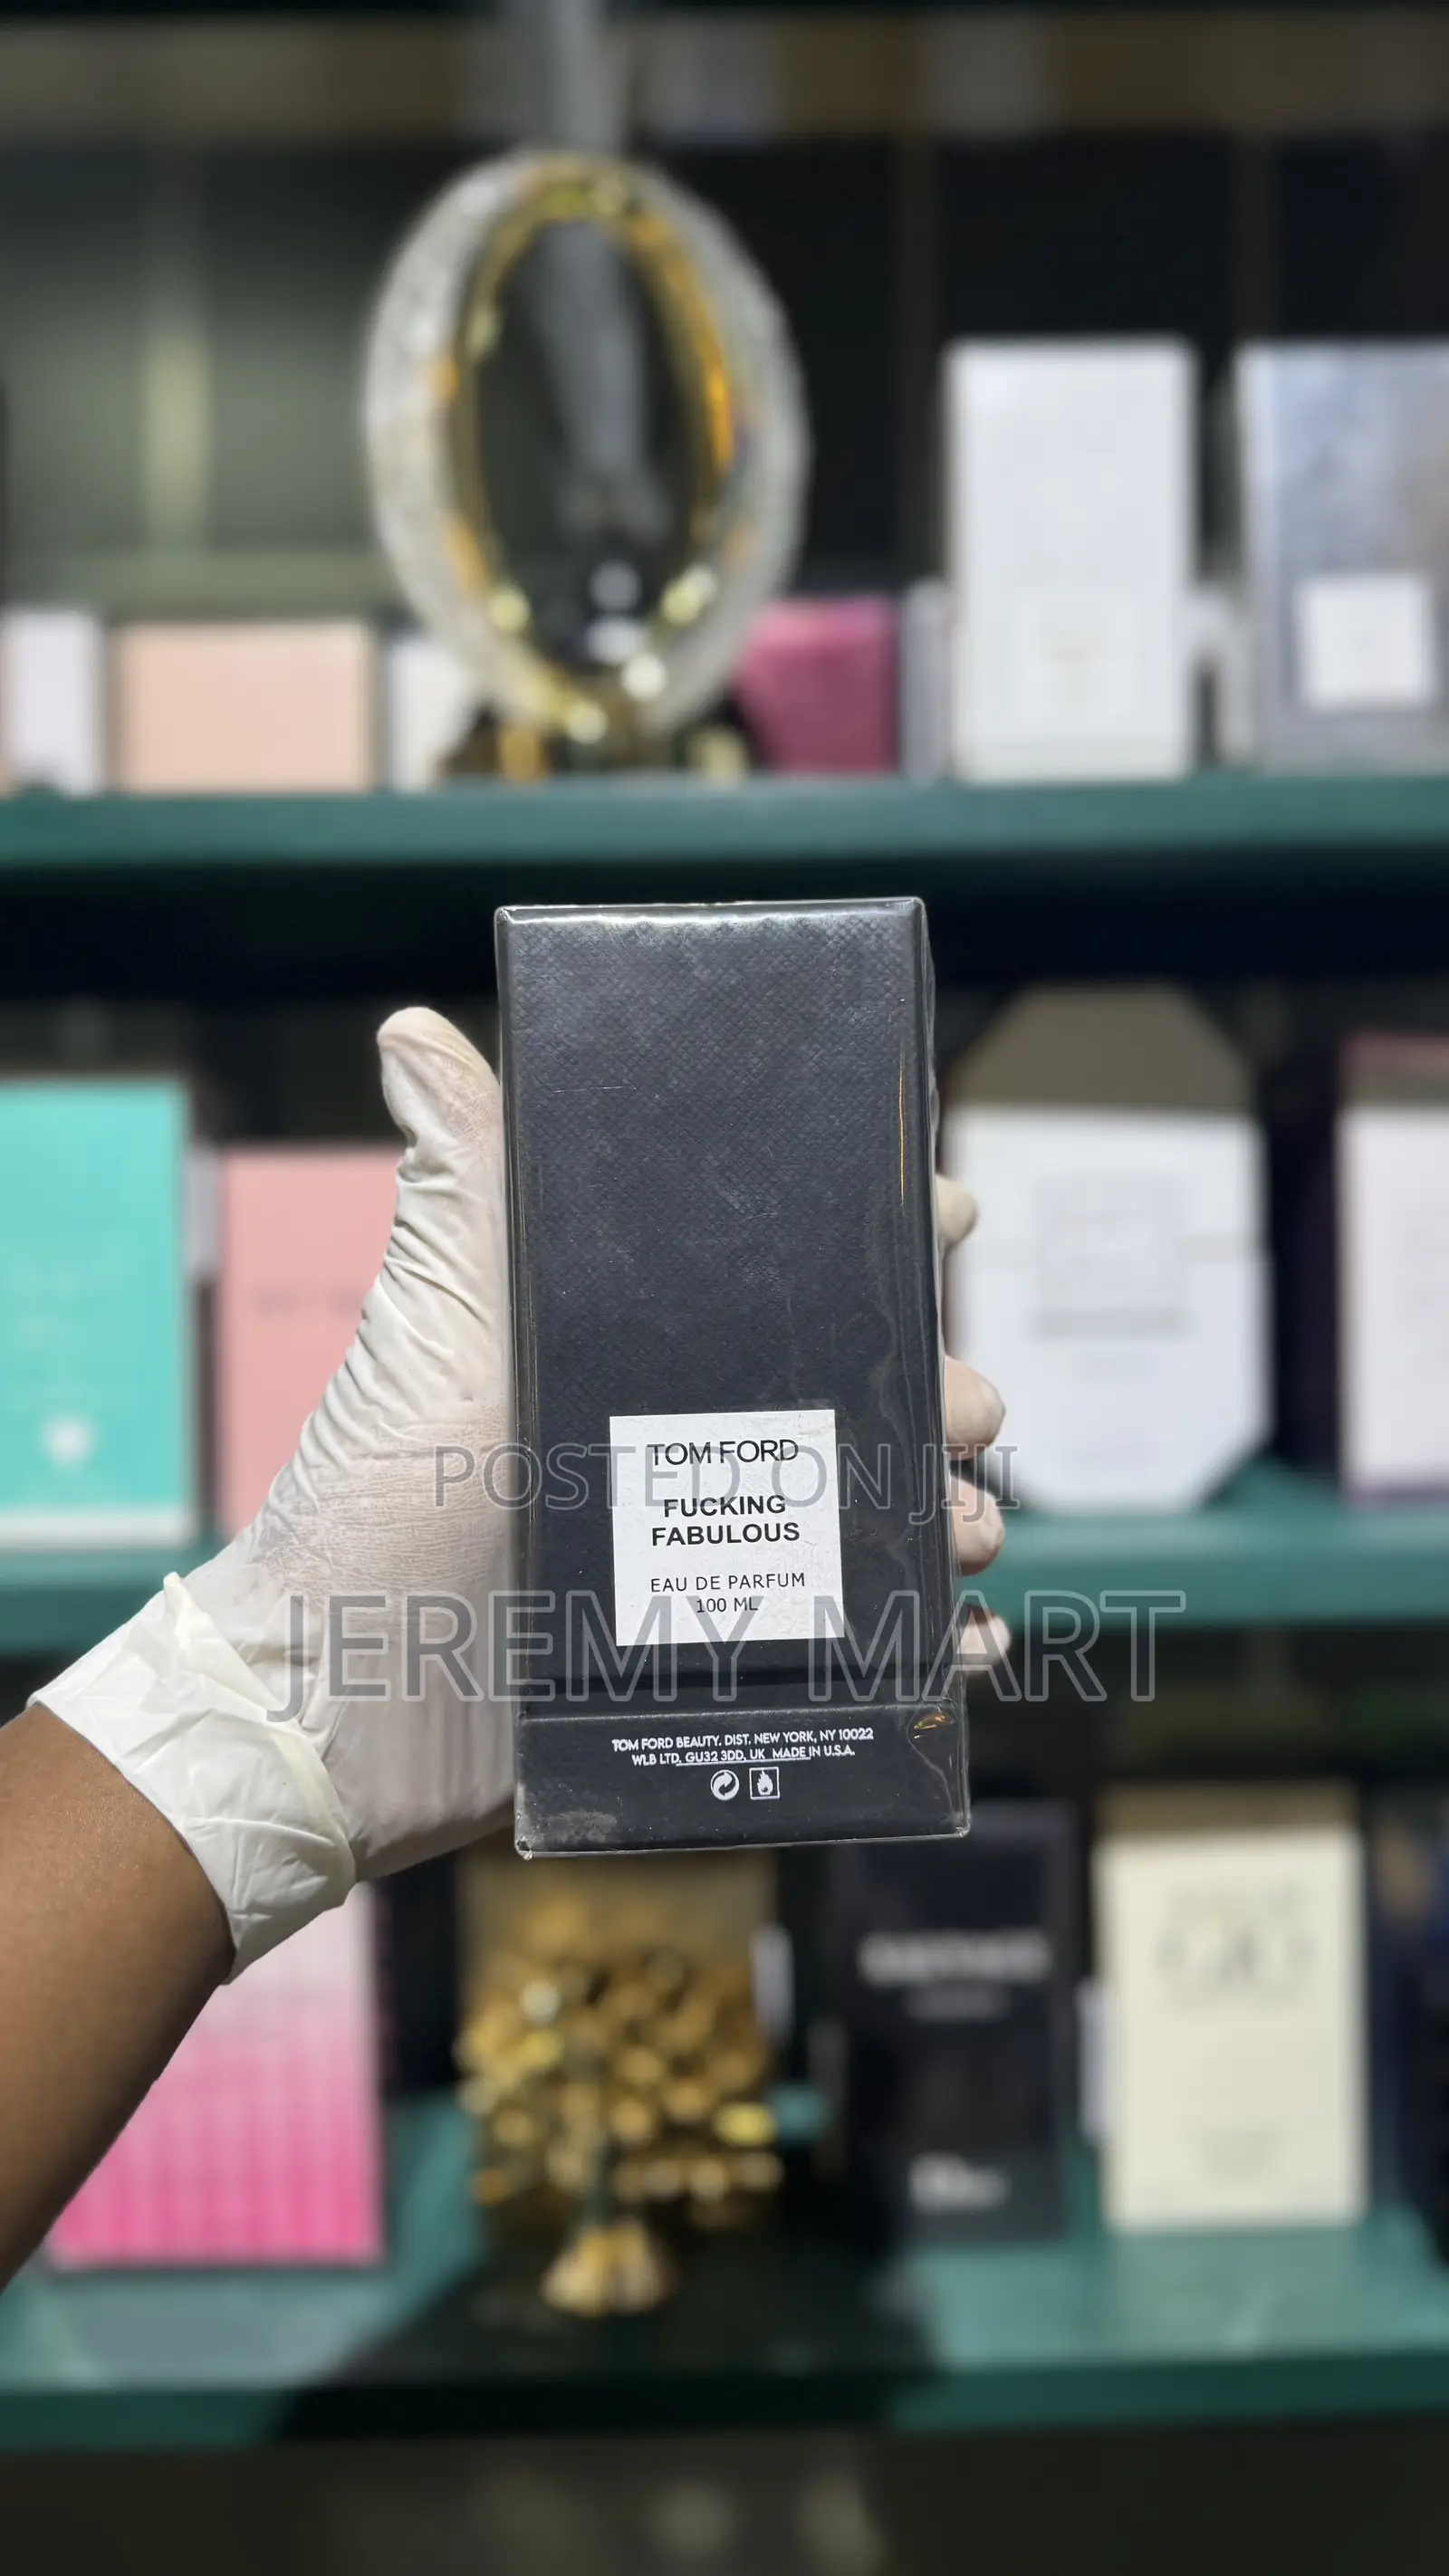 TOM FORD
POSTED ON JIJI
FUCKING
FABULOUS
EAU DE PARFUM
100 ML
JEREMY MART
TOM FORD BEAUTY. DIST. NEW YORK, NY 10022
WLB LTD. GU32 3DD, UK MADE IN U.S.A.